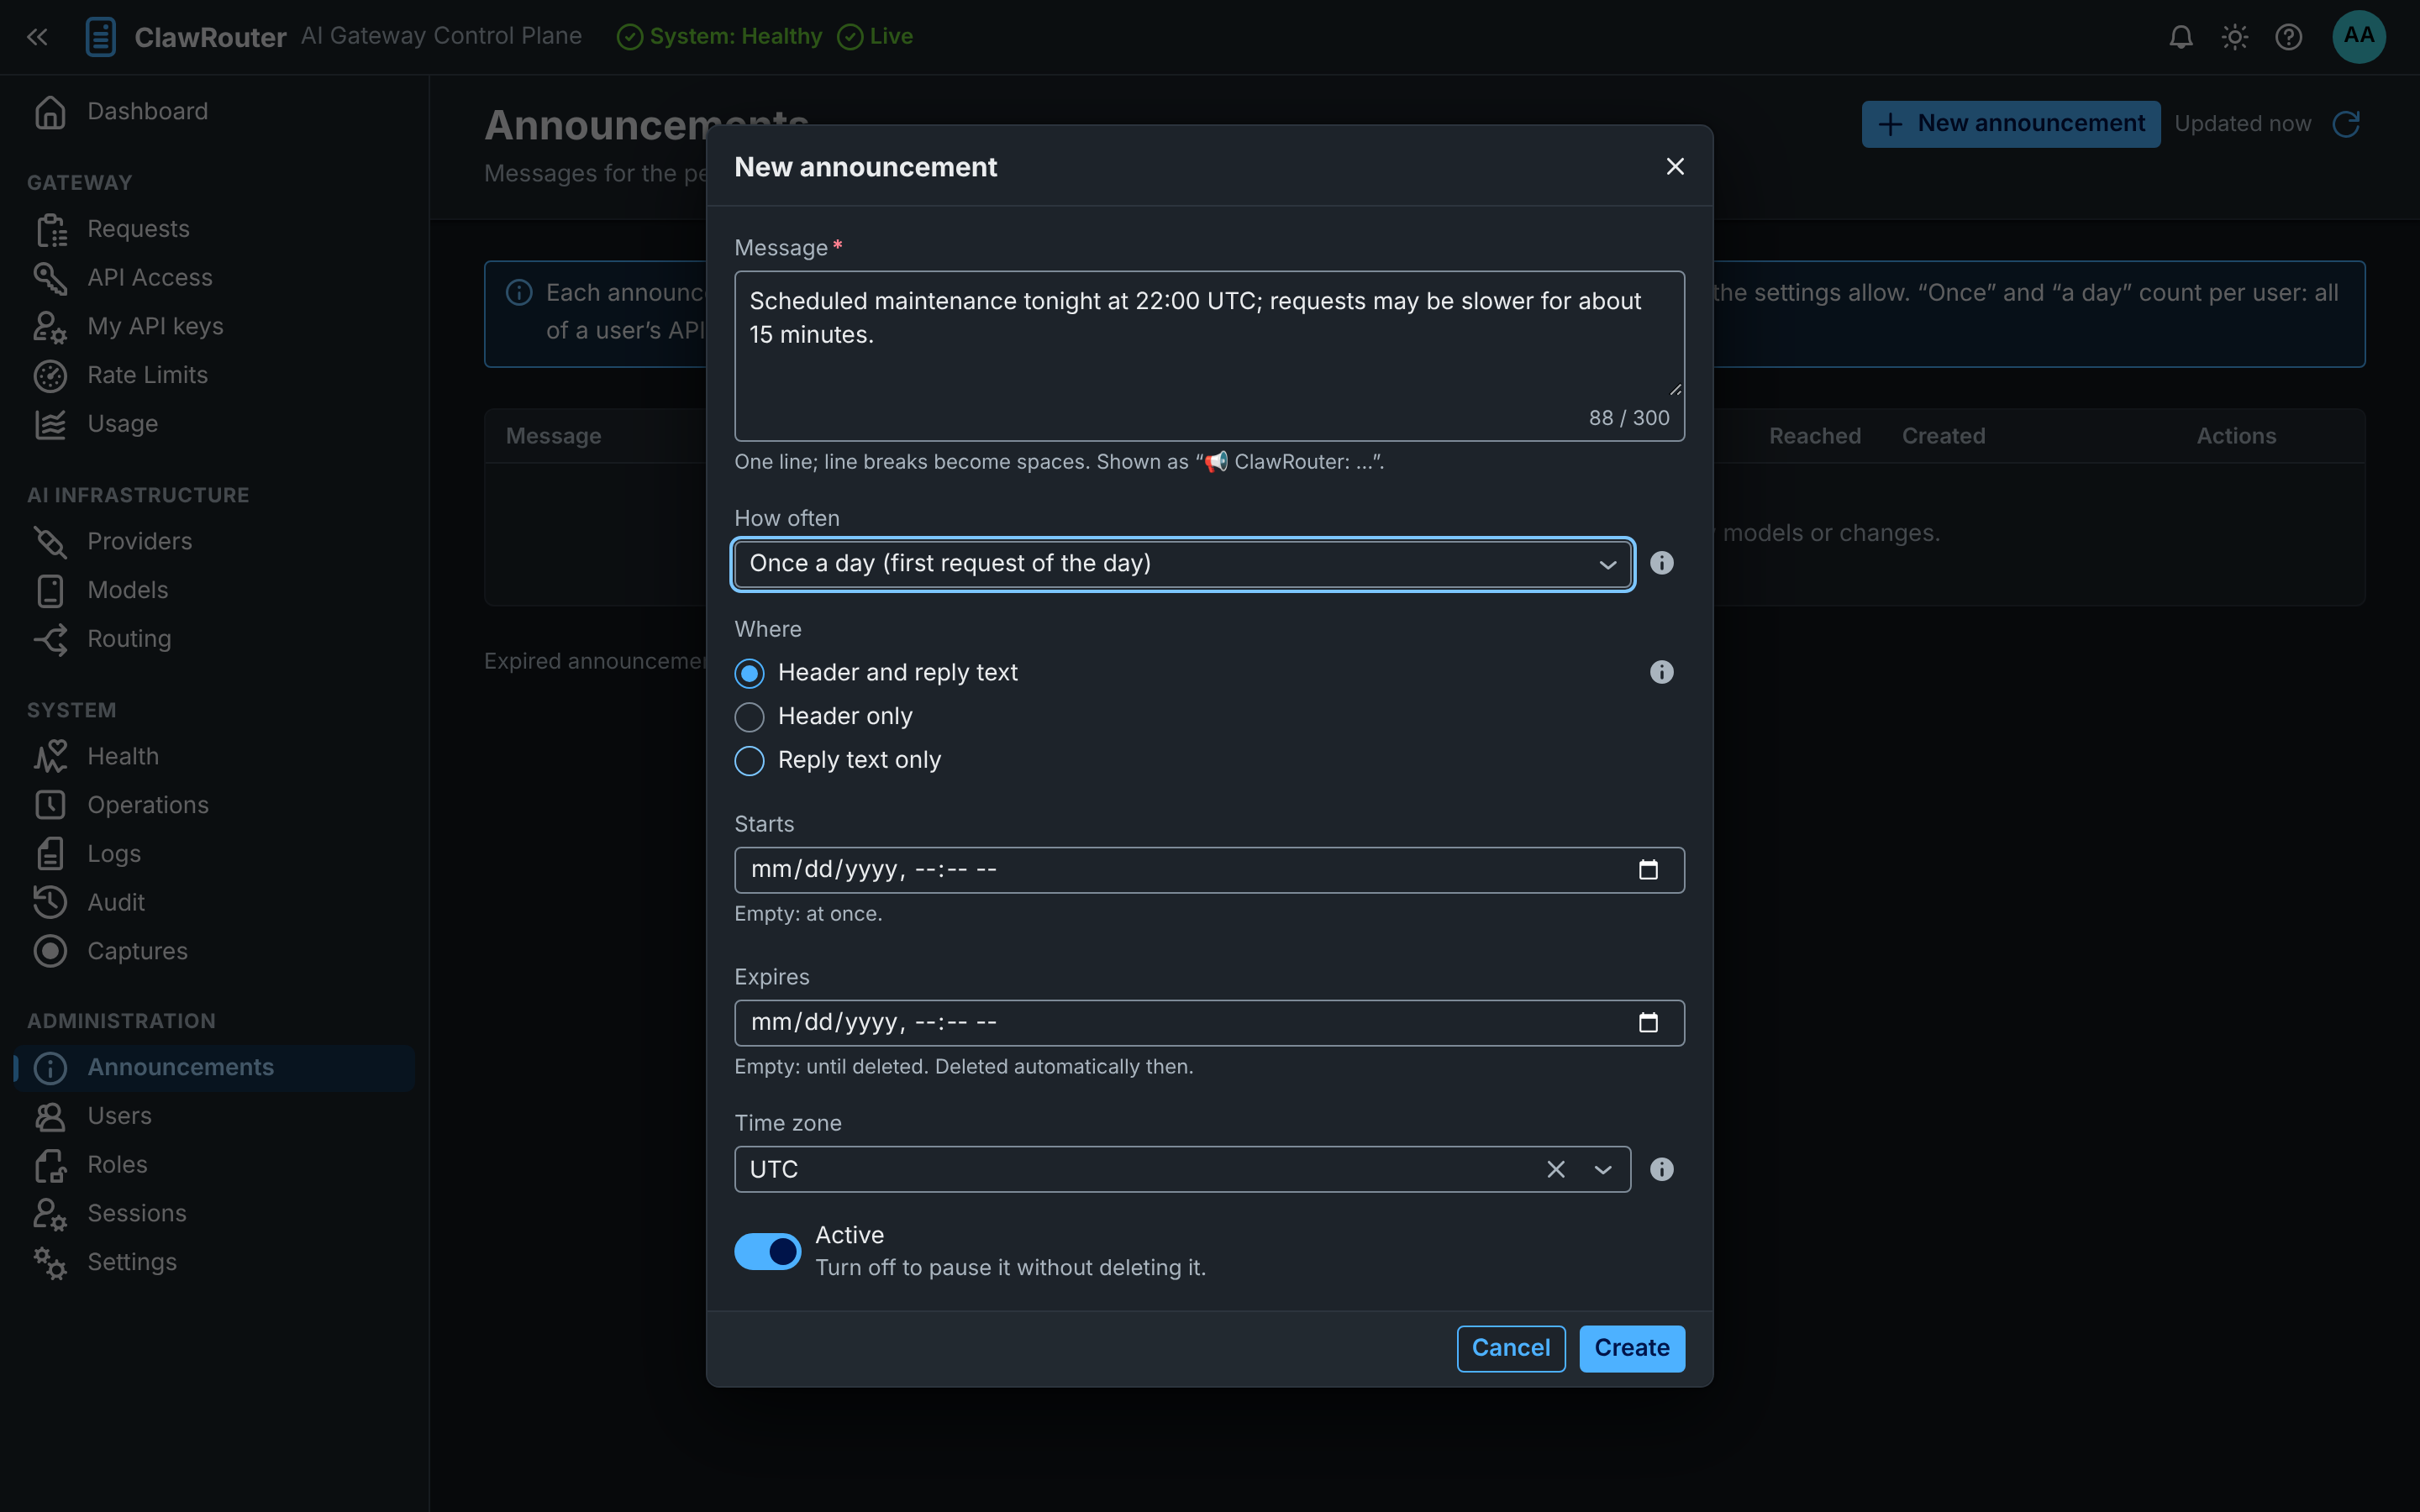 ClawRouter AI Gateway Control Plane System: Healthy Live AA
Dashboard
GATEWAY
Requests
API Access
My API keys
Rate Limits
Usage
AI INFRASTRUCTURE
Providers
Models
Routing
SYSTEM
Health
Operations
Logs
Audit
Captures
ADMINISTRATION
Announcements
Users
Roles
Sessions
Settings
Announcements
Messages for the
New announcement Updated now
Each
of a user's API
the settings allow. “Once” and “a day” count per user: all
Message Reached Created Actions
models or changes.
Expired
New announcement
Message*
Scheduled maintenance tonight at 22:00 UTC; requests may be slower for about
15 minutes.
88 / 300
One line; line breaks become spaces. Shown as “📢 ClawRouter: ...”.
How often
Once a day (first request of the day)
Where
Header and reply text
Header only
Reply text only
Starts
mm/dd/yyyy, --:-- --
Empty: at once.
Expires
mm/dd/yyyy, --:-- --
Empty: until deleted. Deleted automatically then.
Time zone
UTC
Active
Turn off to pause it without deleting it.
Cancel Create